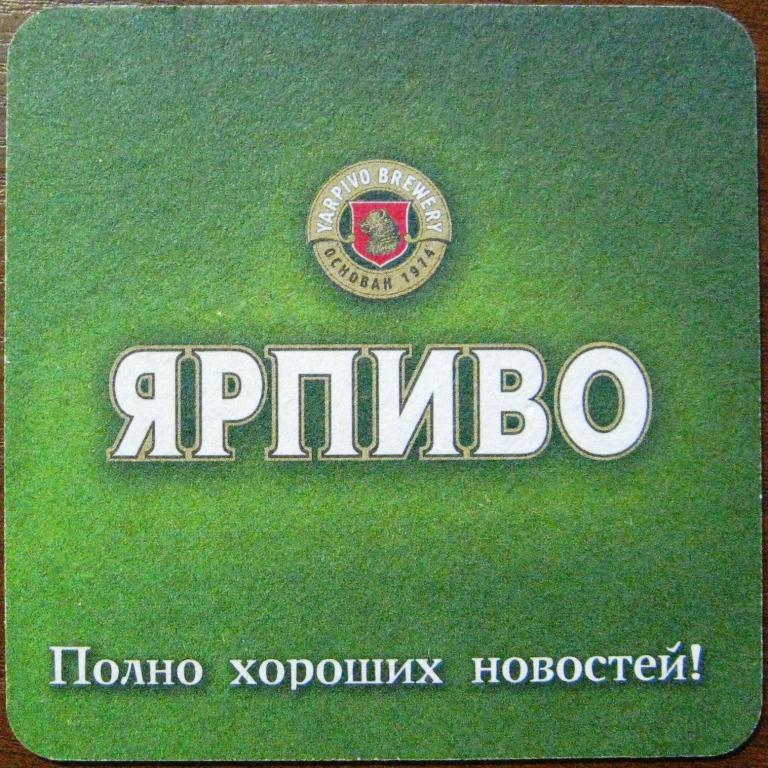 YARPIVO BREWERY
ОСНОВАН 1974
ЯРПИВО
Полно хороших новостей!